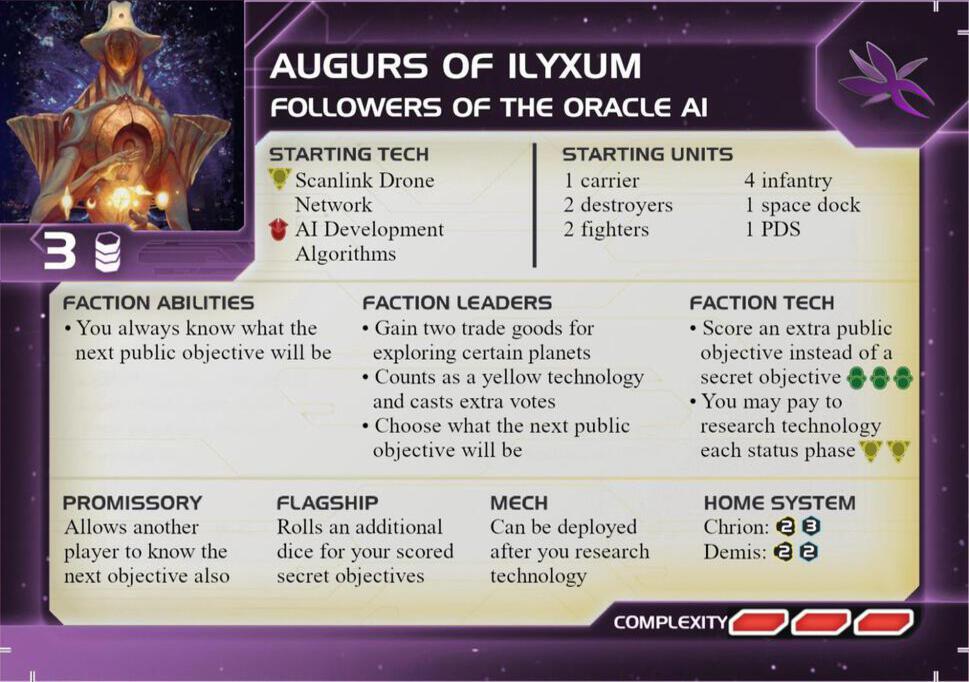 AUGURS OF ILYXUM
FOLLOWERS OF THE ORACLE AI
3
STARTING TECH
Scanlink Drone
Network
AI Development
Algorithms
STARTING UNITS
1 carrier
2 destroyers
2 fighters
4 infantry
1 space dock
1 PDS
FACTION ABILITIES
• You always know what the
next public objective will be
FACTION LEADERS
• Gain two trade goods for
exploring certain planets
• Counts as a yellow technology
and casts extra votes
• Choose what the next public
objective will be
FACTION TECH
• Score an extra public
objective instead of a
secret objective
• You may pay to
research technology
each status phase
PROMISSORY
Allows another
player to know the
next objective also
FLAGSHIP
Rolls an additional
dice for your scored
secret objectives
MECH
Can be deployed
after you research
technology
HOME SYSTEM
Chrion: 2 3
Demis: 2 2
COMPLEXITY